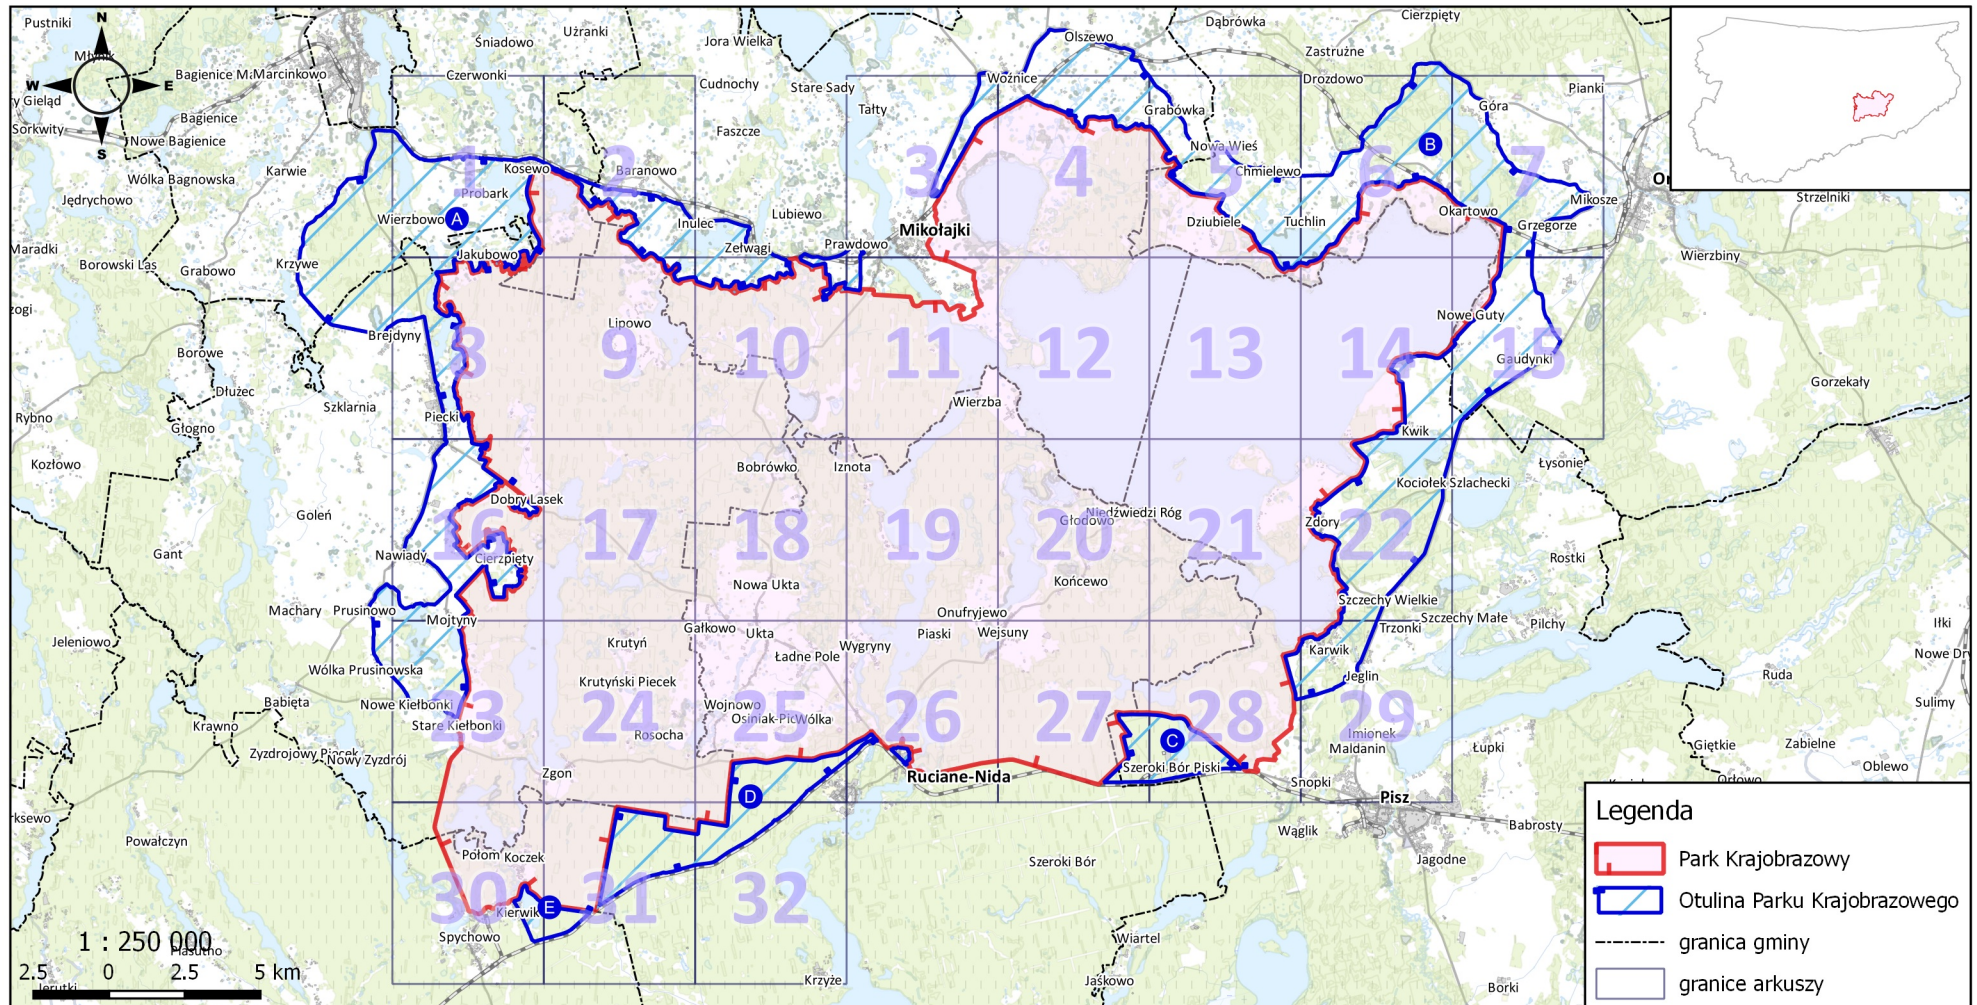 Pustniki
N
Młynik
W
E
S
Bagienice Ma
Marcinkowo
Śniadowo
Użranki
Jora Wielka
Olszewo
Dąbrówka
Cierzpięty
Zastrużne
y Gieląd
Sorkwity
Bagienice
Nowe Bagienice
Czerwonki
Cudnochy
Stare Sady
Tałty
Woźnice
Grabówka
Drozdowo
Góra
Pianki
Faszcze
Karwie
Wólka Bagnowska
Jędrychowo
1
2
3
4
5
6
7
Kosewo
Probark
Baranowo
Nowa Wieś
Chmielewo
B
Or
Strzelniki
Mikosze
Wierzbowo
A
Inulec
Lubiewo
Mikołajki
Dziubiele
Tuchlin
Okartowo
Grzegorze
Maradki
Borowski Las
Grabowo
Krzywe
Jakubowo
Zełwągi
Prawdowo
Wierzbiny
zogi
Brejdyny
Lipowo
Nowe Guty
8
9
10
11
12
13
14
15
Borowe
Dłużec
Gaudynki
Gorzekały
Rybno
Głogno
Szklarnia
Piecki
Wierzba
Kwik
Kozłowo
Bobrówko
Iznota
Łysonie
Kociołek Szlachecki
Dobry Lasek
Goleń
Gant
16
17
18
19
20
21
22
Głodowo
Niedźwiedzi Róg
Zdory
Nawiady
Cierzpięty
Rostki
Nowa Ukta
Końcewo
Machary
Prusinowo
Mojtyny
Onufryjewo
Szczechy Wielkie
Szczechy Małe
Pilchy
Iłki
Jeleniowo
Krutyń
Gałkowo
Ukta
Piaski
Wejsuny
Trzonki
Nowe Dry
Ładne Pole
Wygryny
Karwik
Wólka Prusinowska
Krutyński Piecek
Jeglin
Ruda
Babięta
Nowe Kiełbonki
Wojnowo
Sulimy
23
24
25
26
27
28
29
Krawno
Stare Kiełbonki
Osiniak-Pio
Wólka
Rosocha
C
Imionek
Maldanin
Łupki
Giętkie
Zabielne
Zyzdrojowy Piecek
Nowy Zyzdrój
Zgon
Ruciane-Nida
Szeroki Bór Piski
Snopki
Oblewo
Orłowo
rksewo
D
Pisz
Powałczyn
Wąglik
Babrosty
Połom
Koczek
Szeroki Bór
Jagodne
30
31
32
Kierwik
E
Spychowo
Wiartel
Piasutno
Jerutki
Krzyże
Jaśkowo
Borki
1 : 250 000
2.5 0 2.5 5 km
Legenda
Park Krajobrazowy
Otulina Parku Krajobrazowego
granica gminy
granice arkuszy